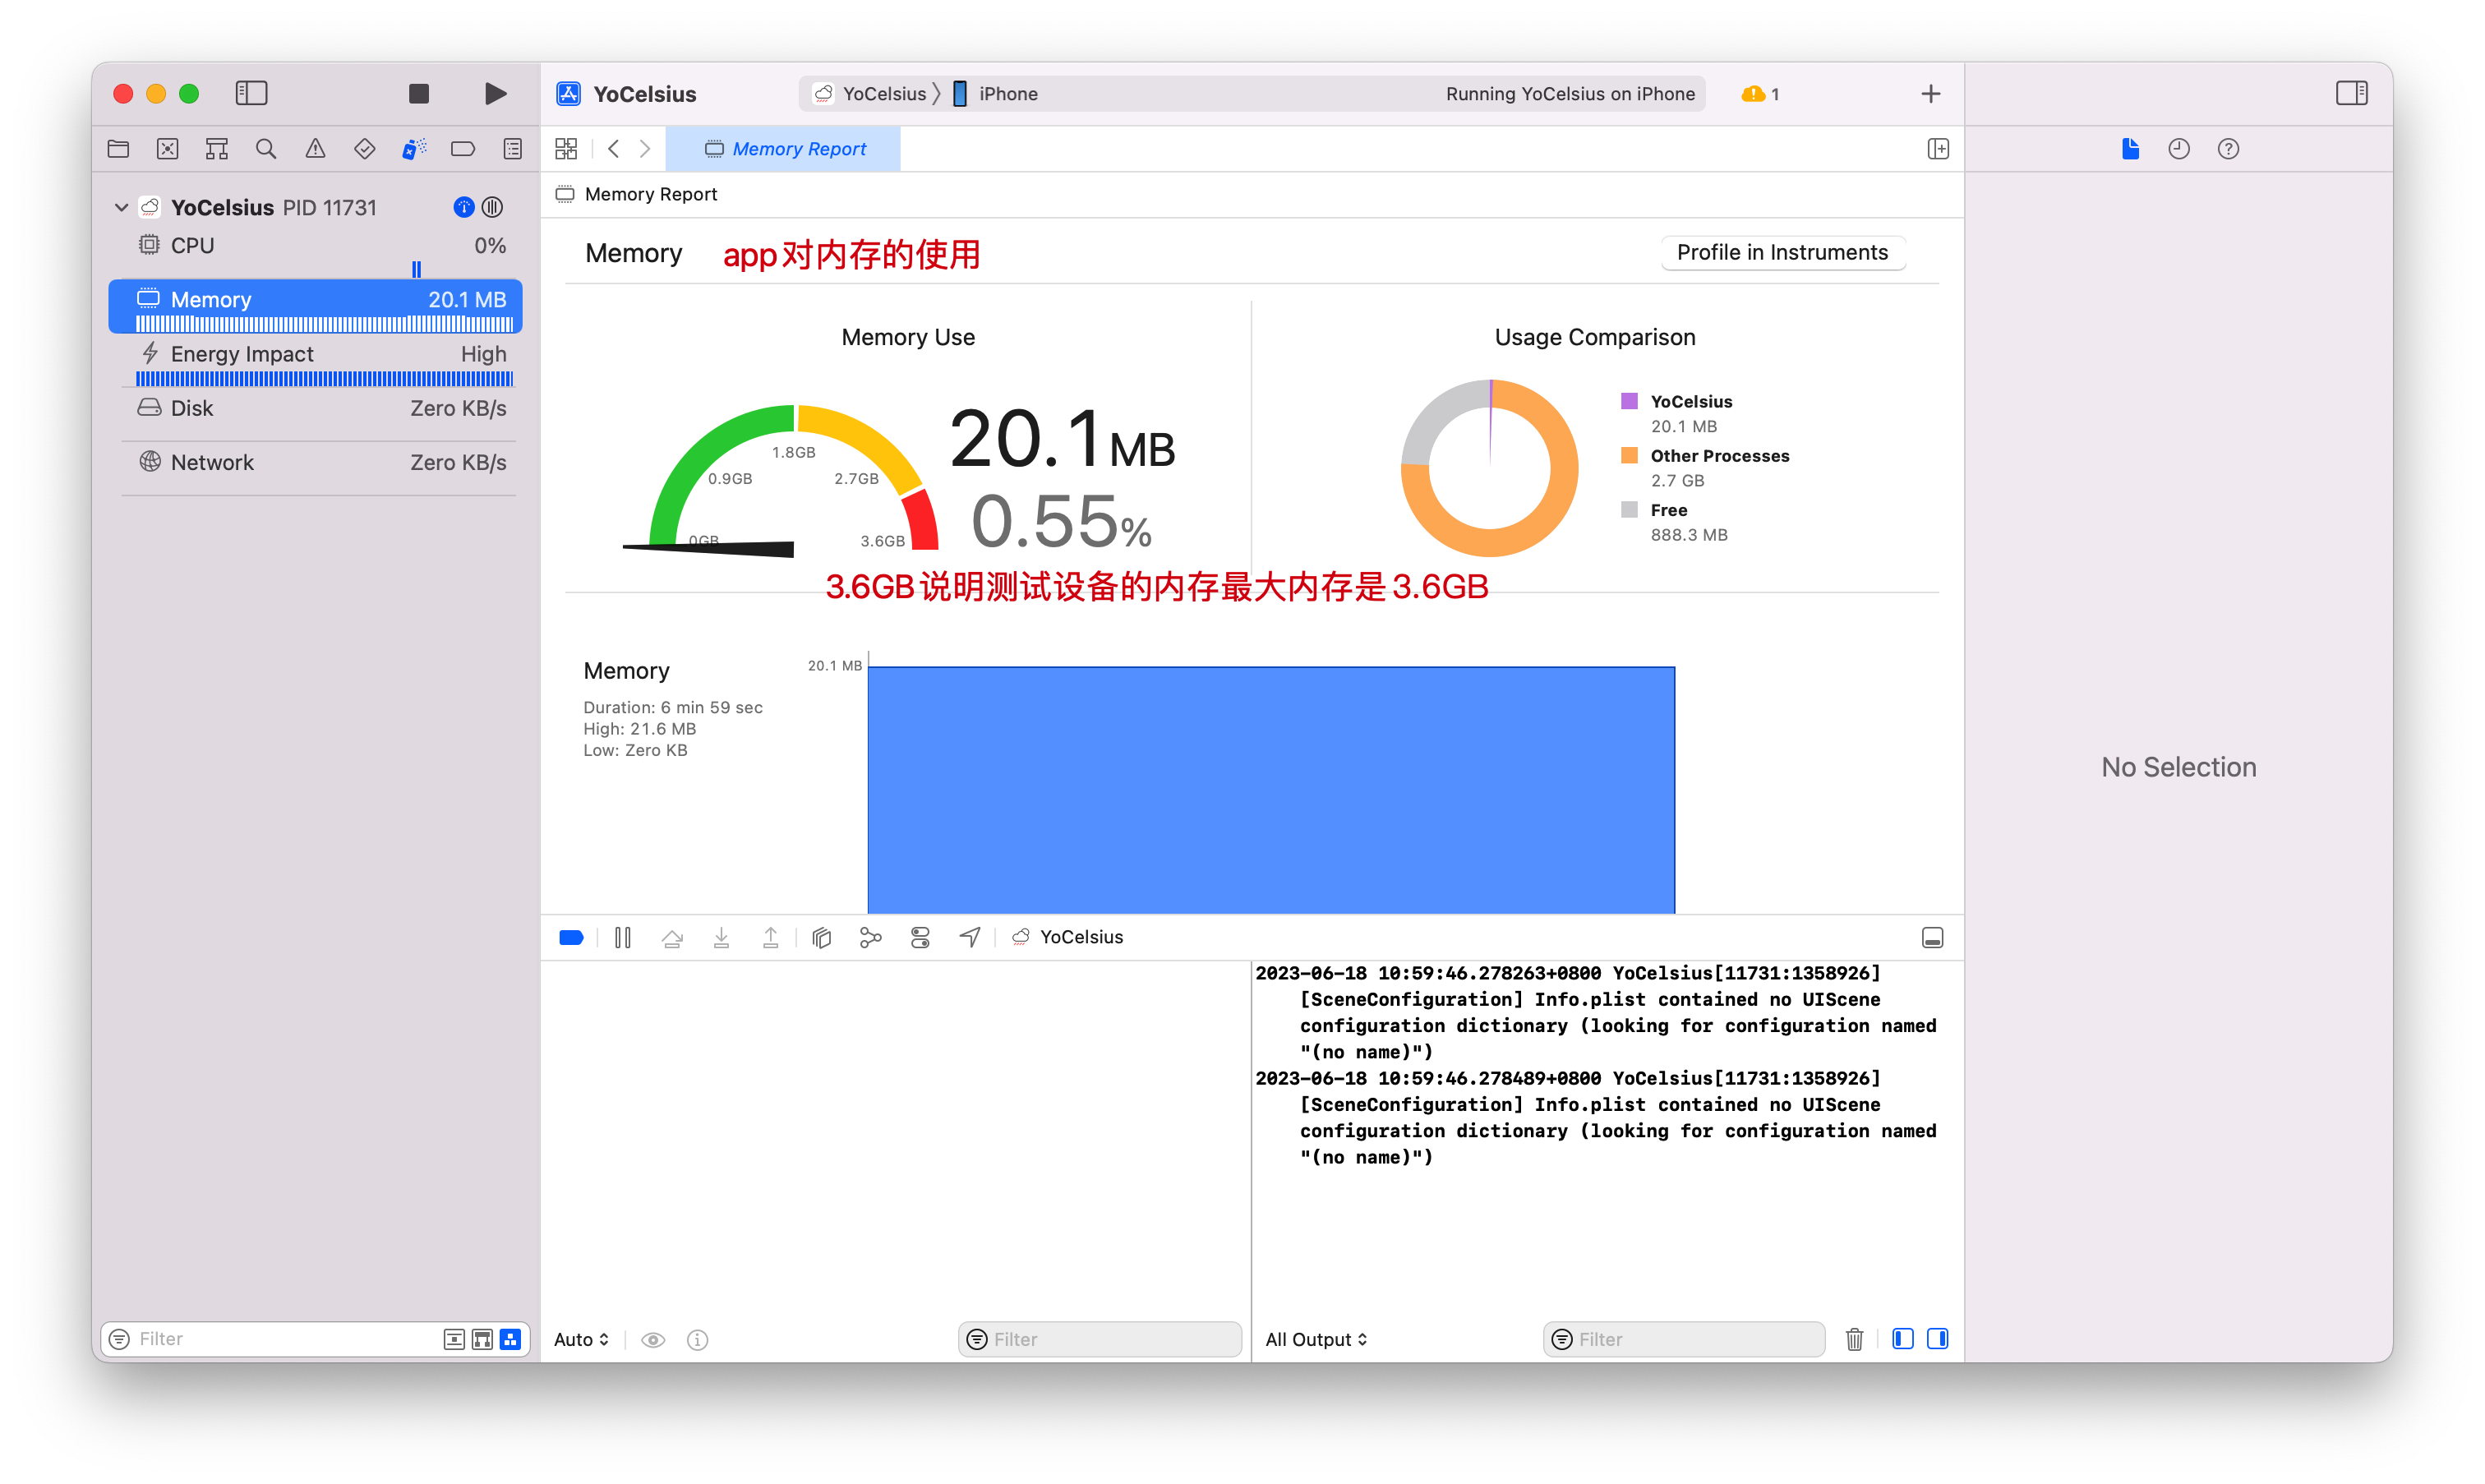 YoCelsius
YoCelsius 〉 iPhone
Running YoCelsius on iPhone
1
Memory Report
YoCelsius PID 11731
CPU 0%
Memory 20.1 MB
Energy Impact High
Disk Zero KB/s
Network Zero KB/s
Memory Report
Memory app对内存的使用
Profile in Instruments
Memory Use
0GB
0.9GB
1.8GB
2.7GB
3.6GB
20.1MB
0.55%
Usage Comparison
YoCelsius
20.1 MB
Other Processes
2.7 GB
Free
888.3 MB
3.6GB说明测试设备的内存最大内存是3.6GB
Memory
Duration: 6 min 59 sec
High: 21.6 MB
Low: Zero KB
20.1 MB
No Selection
YoCelsius
2023-06-18 10:59:46.278263+0800 YoCelsius[11731:1358926]
[SceneConfiguration] Info.plist contained no UIScene
configuration dictionary (looking for configuration named
"(no name)")
2023-06-18 10:59:46.278489+0800 YoCelsius[11731:1358926]
[SceneConfiguration] Info.plist contained no UIScene
configuration dictionary (looking for configuration named
"(no name)")
Filter
Auto
Filter
All Output
Filter